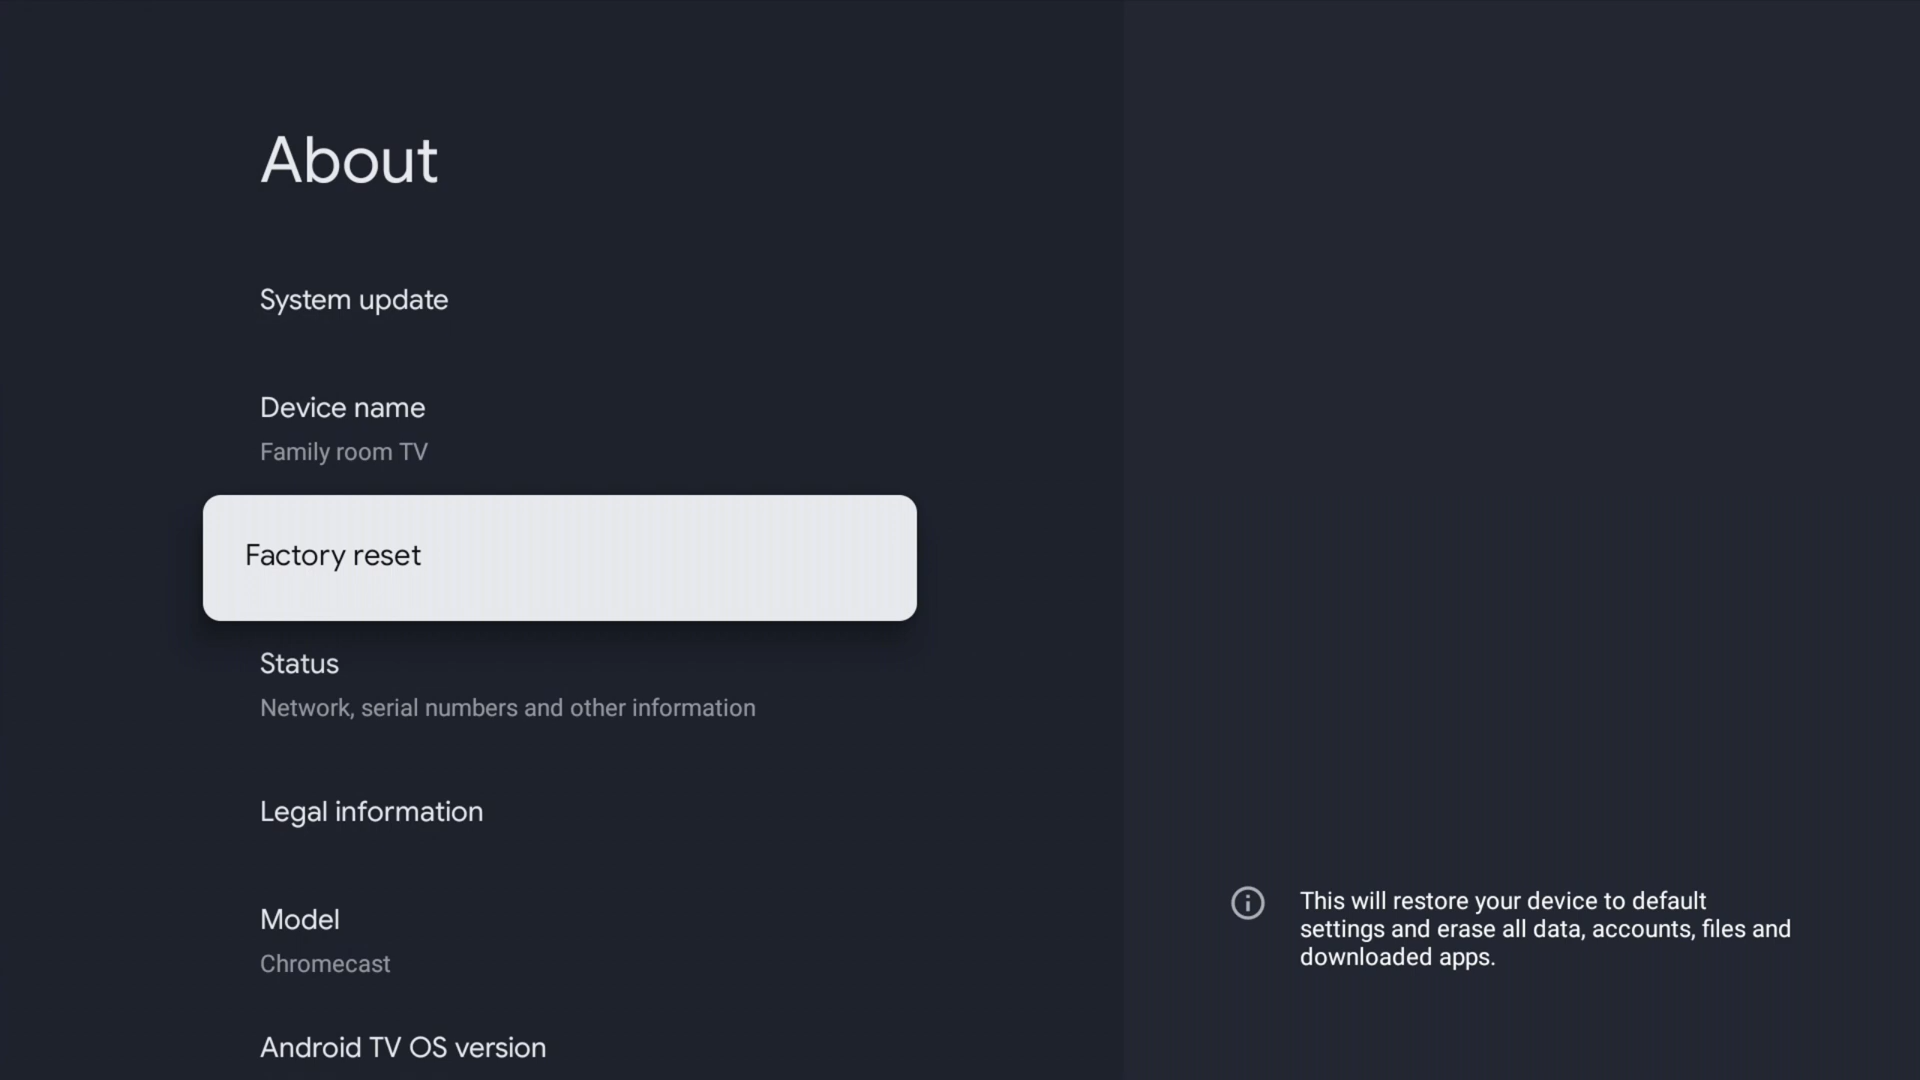 About
System update
Device name
Family room TV
Factory reset
Status
Network, serial numbers and other information
Legal information
Model
Chromecast
Android TV OS version
This will restore your device to default
settings and erase all data, accounts, files and
downloaded apps.